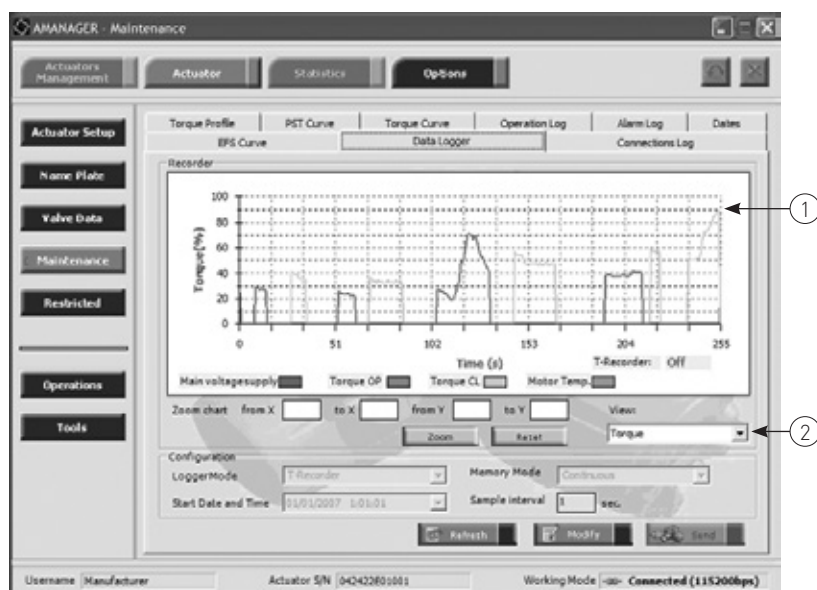 AMANAGER - Maintenance
Actuators Management
Actuator
Statistics
Options
Actuator Setup
Name Plate
Valve Data
Maintenance
Restricted
Operations
Tools
Torque Profile
PST Curve
Torque Curve
Operation Log
Alarm Log
Dates
EFS Curve
Data Logger
Connections Log
Recorder
Torque(%)
100
80
60
40
20
0
0
51
102
153
204
255
Time (s)
T-Recorder: Off
Main voltagesupply
Torque OP
Torque CL
Motor Temp.
Zoom chart from X to X from Y to Y
View:
Zoom
Reset
Torque
Configuration
LoggerMode
T-Recorder
Memory Mode
Continuous
Start Date and Time
01/01/2007 1:01:01
Sample interval
1
sec.
Refresh
Modify
Send
Username Manufacturer
Actuator S/N 042422E01001
Working Mode Connected (115200bps)
1
2